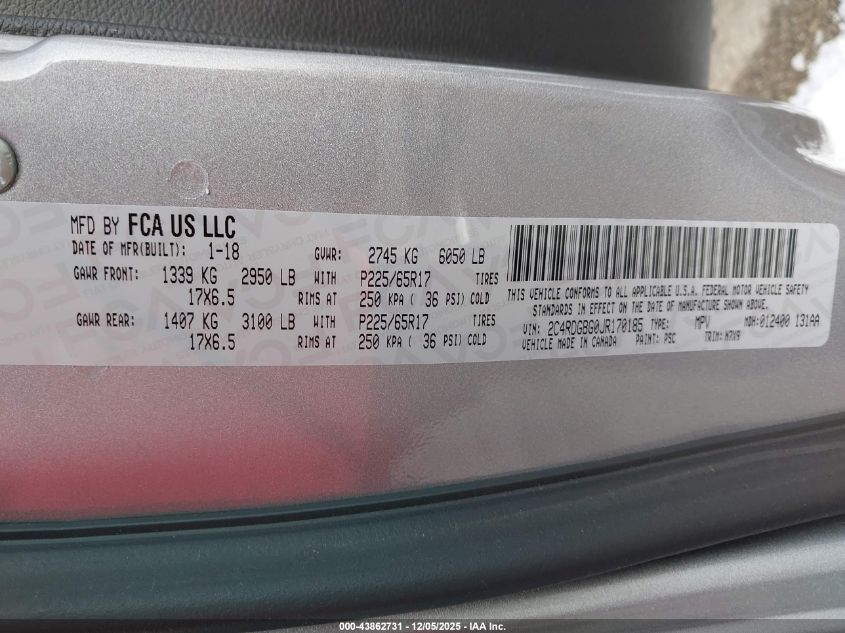 MFD BY FCA US LLC
DATE OF MFR(BUILT): 1-18 GVWR: 2745 KG 6050 LB
GAWR FRONT: 1339 KG 2950 LB WITH P225/65R17 TIRES
17X6.5 RIMS AT 250 KPA ( 36 PSI) COLD
GAWR REAR: 1407 KG 3100 LB WITH P225/65R17 TIRES
17X6.5 RIMS AT 250 KPA ( 36 PSI) COLD
THIS VEHICLE CONFORMS TO ALL APPLICABLE U.S.A. FEDERAL MOTOR VEHICLE SAFETY
STANDARDS IN EFFECT ON THE DATE OF MANUFACTURE SHOWN ABOVE.
VIN: 2C4RDGBG0JR170185 TYPE: MPV MDH:012400 131AA
VEHICLE MADE IN CANADA PAINT: PSC TRIM: N7X9
000-43862731 - 12/05/2025 - IAA Inc.